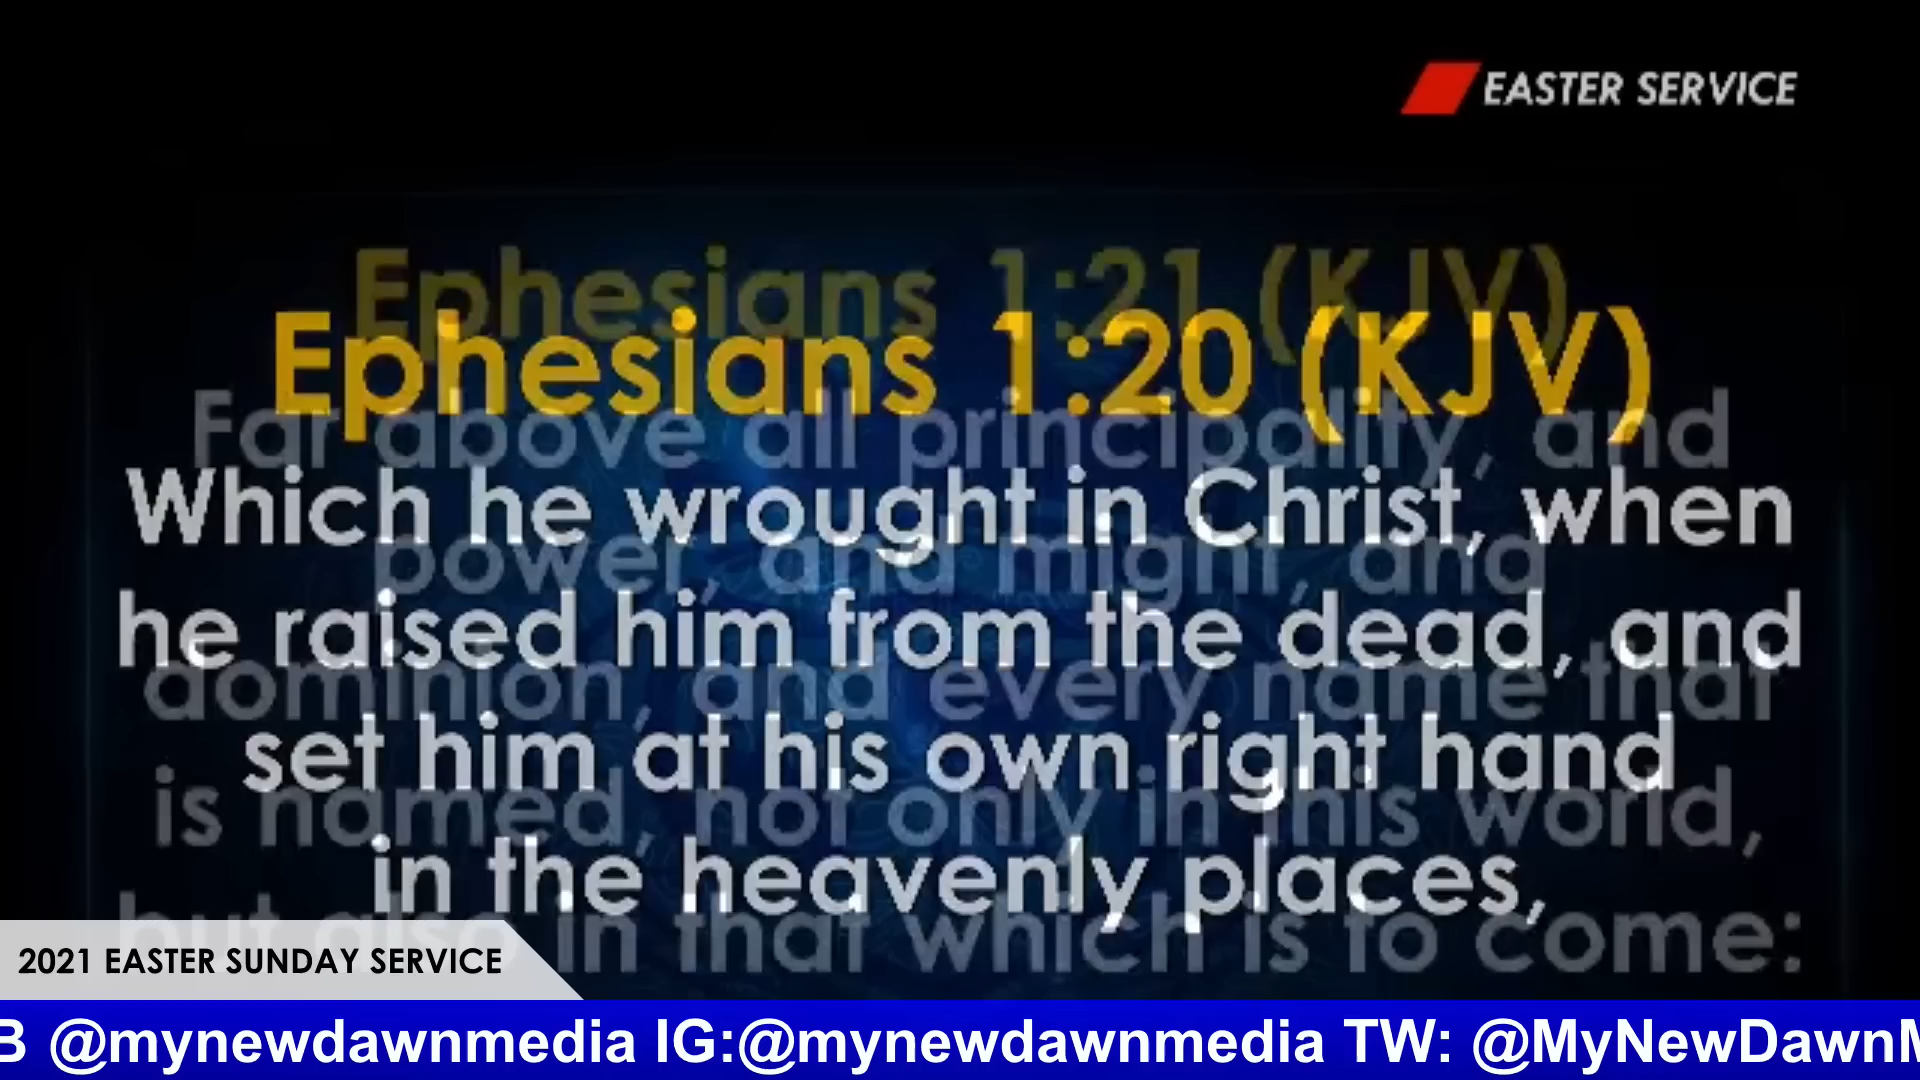 EASTER SERVICE
Ephesians 1:21 (KJV)
Ephesians 1:20 (KJV)
Far above all principality, and
Which he wrought in Christ, when
power, and might, and
he raised him from the dead, and
dominion, and every name that
set him at his own right hand
is named, not only in this world,
in the heavenly places,
but also in that which is to come:
2021 EASTER SUNDAY SERVICE
B @mynewdawnmedia IG:@mynewdawnmedia TW: @MyNewDawnM